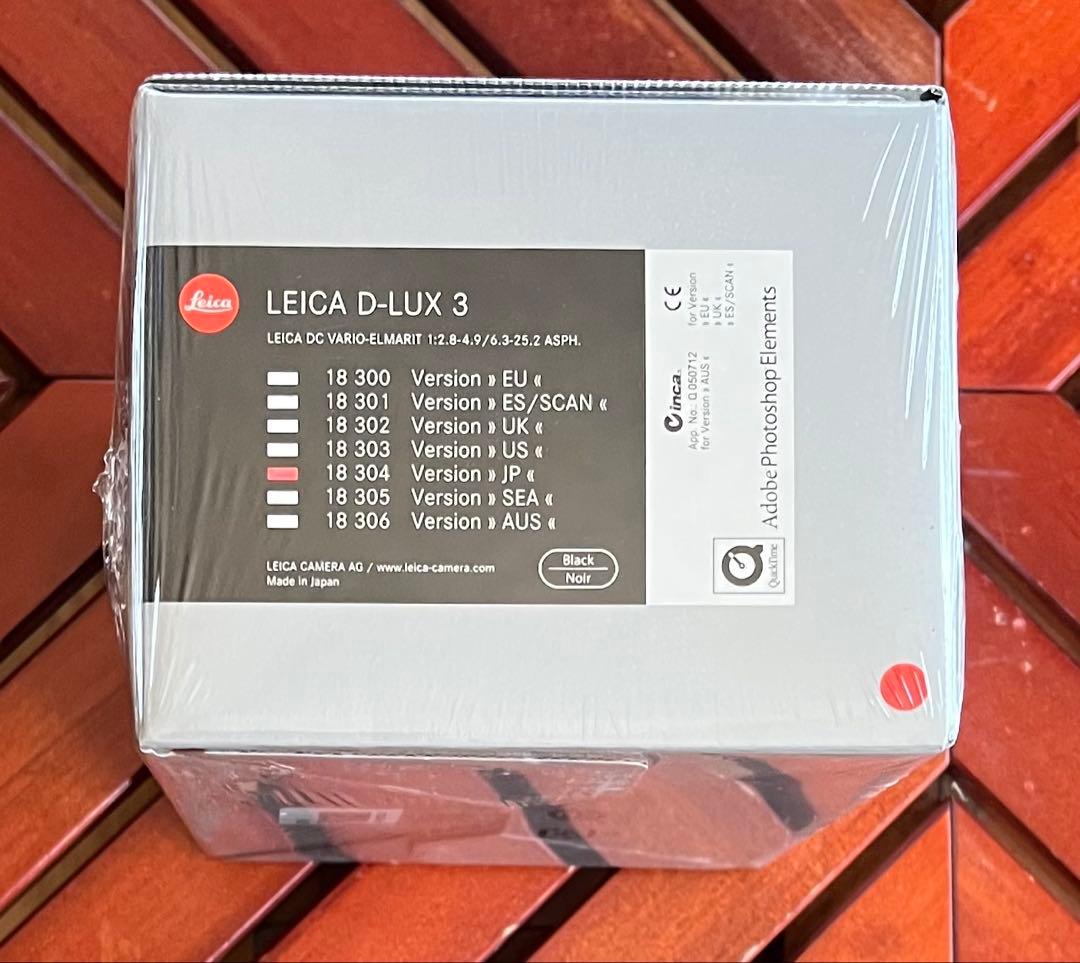 Leica
LEICA D-LUX 3
LEICA DC VARIO-ELMARIT 1:2.8-4.9/6.3-25.2 ASPH.
18 300 Version » EU «
18 301 Version » ES/SCAN «
18 302 Version » UK «
18 303 Version » US «
18 304 Version » JP «
18 305 Version » SEA «
18 306 Version » AUS «
LEICA CAMERA AG / www.leica-camera.com
Made in Japan
Black
Noir
CE
for Version
» EU «
» UK «
» ES/SCAN «
inca
App. No.: Q 050712
for Version » AUS «
Adobe Photoshop Elements
QuickTime